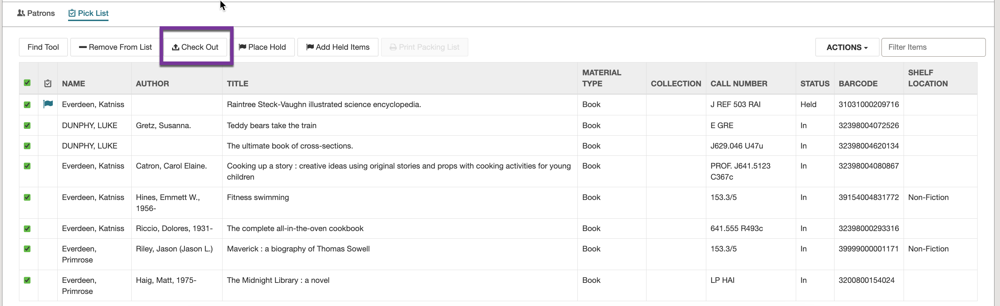 Patrons Pick List
Find Tool Remove From List Check Out Place Hold Add Held Items Print Packing List ACTIONS Filter Items
MATERIAL SHELF
NAME AUTHOR TITLE TYPE COLLECTION CALL NUMBER STATUS BARCODE LOCATION
Everdeen, Katniss Raintree Steck-Vaughn illustrated science encyclopedia. Book J REF 503 RAI Held 31031000209716
DUNPHY, LUKE Gretz, Susanna. Teddy bears take the train Book E GRE In 32398004072526
DUNPHY, LUKE The ultimate book of cross-sections. Book J629.046 U47u In 32398004620134
Everdeen, Katniss Catron, Carol Elaine. Cooking up a story : creative ideas using original stories and props with cooking activities for young Book PROF. J641.5123 In 32398004080867
children C367c
Everdeen, Katniss Hines, Emmett W., Fitness swimming Book 153.3/5 In 39154004831772 Non-Fiction
1956-
Everdeen, Katniss Riccio, Dolores, 1931- The complete all-in-the-oven cookbook Book 641.555 R493c In 32398000293316
Everdeen, Riley, Jason (Jason L.) Maverick : a biography of Thomas Sowell Book 153.3/5 In 39999000001171 Non-Fiction
Primrose
Everdeen, Haig, Matt, 1975- The Midnight Library : a novel Book LP HAI In 3200800154024
Primrose